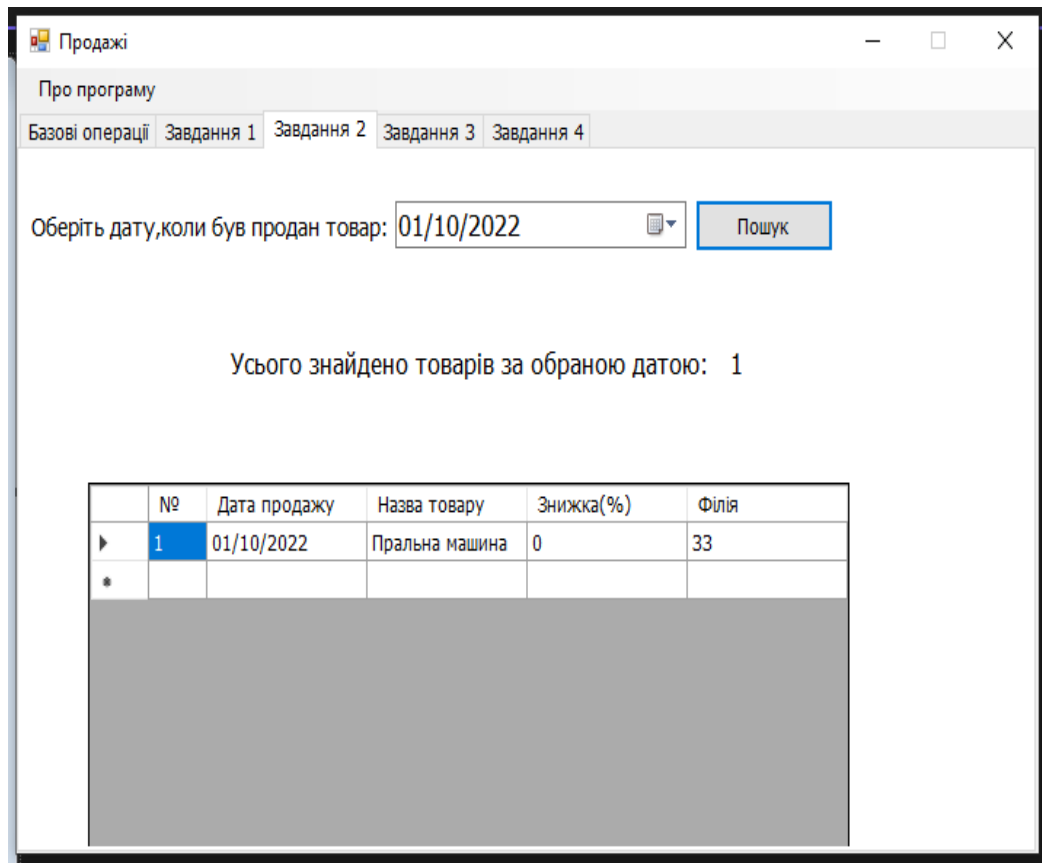 Продажі
Про програму
Базові операції Завдання 1 Завдання 2 Завдання 3 Завдання 4
Оберіть дату,коли був продан товар: 01/10/2022 Пошук
Усього знайдено товарів за обраною датою: 1
№ Дата продажу Назва товару Знижка(%) Філія
1 01/10/2022 Пральна машина 0 33